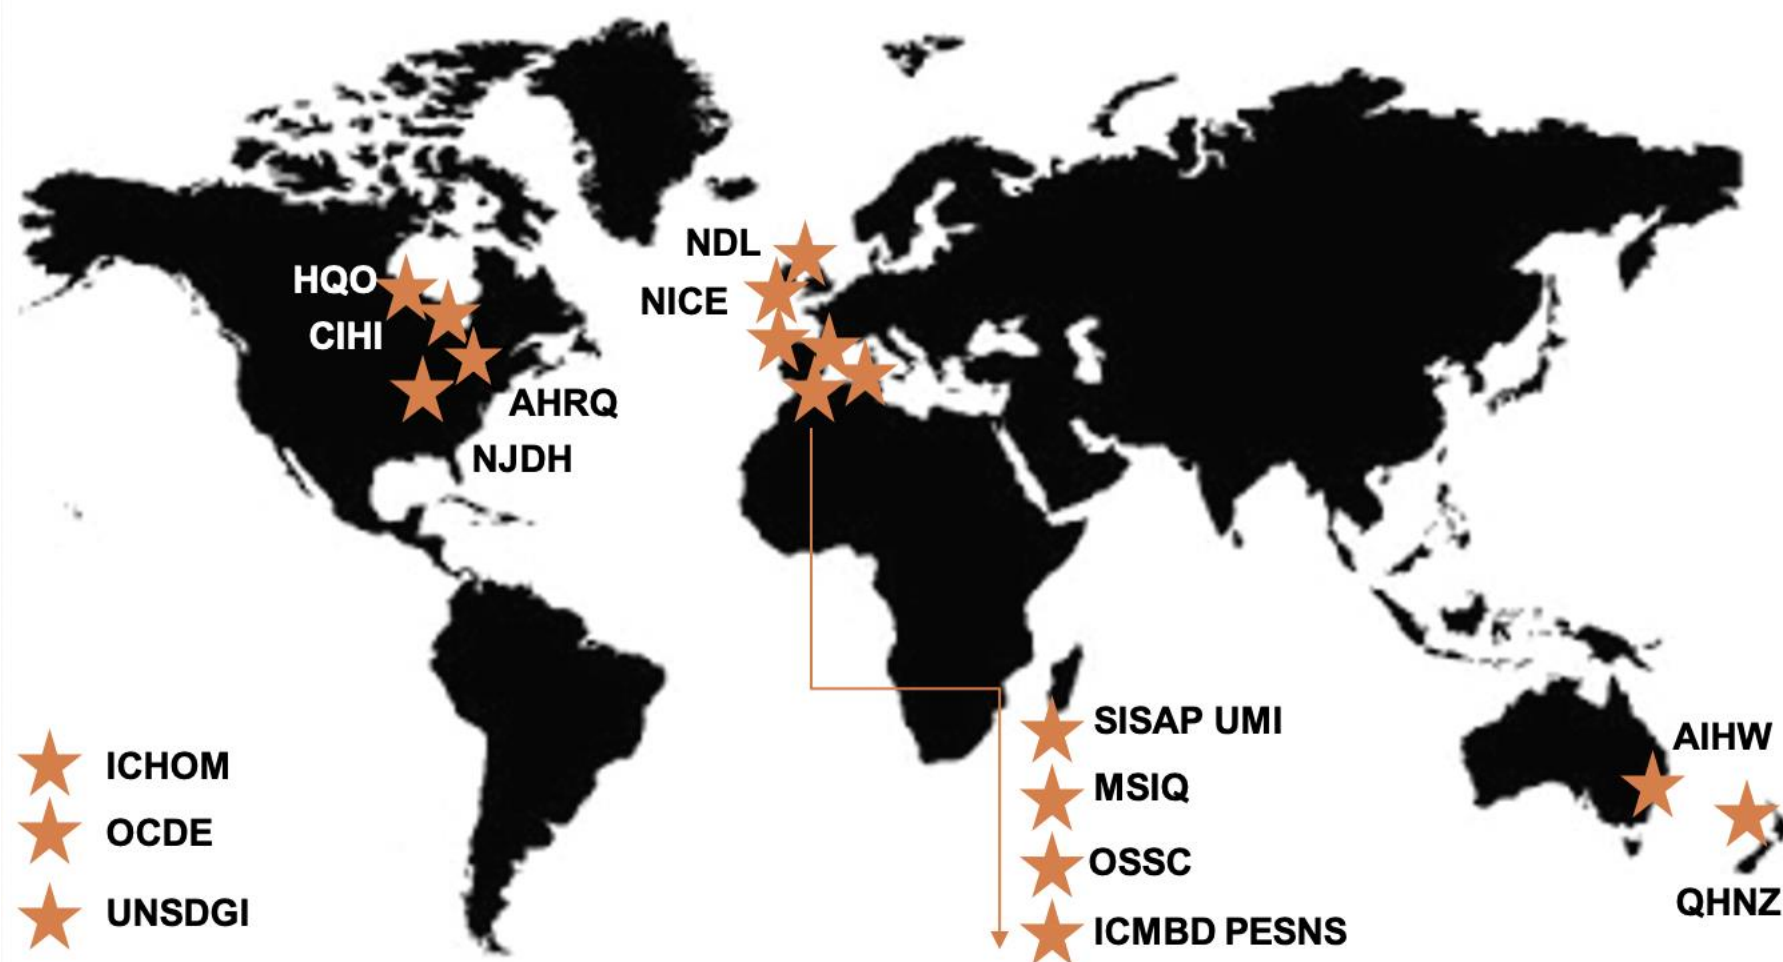 NDL
HQO
NICE
CIHI
AHRQ
NJDH
SISAP UMI
AIHW
ICHOM
MSIQ
OCDE
OSSC
QHNZ
UNSDGI
ICMBD PESNS